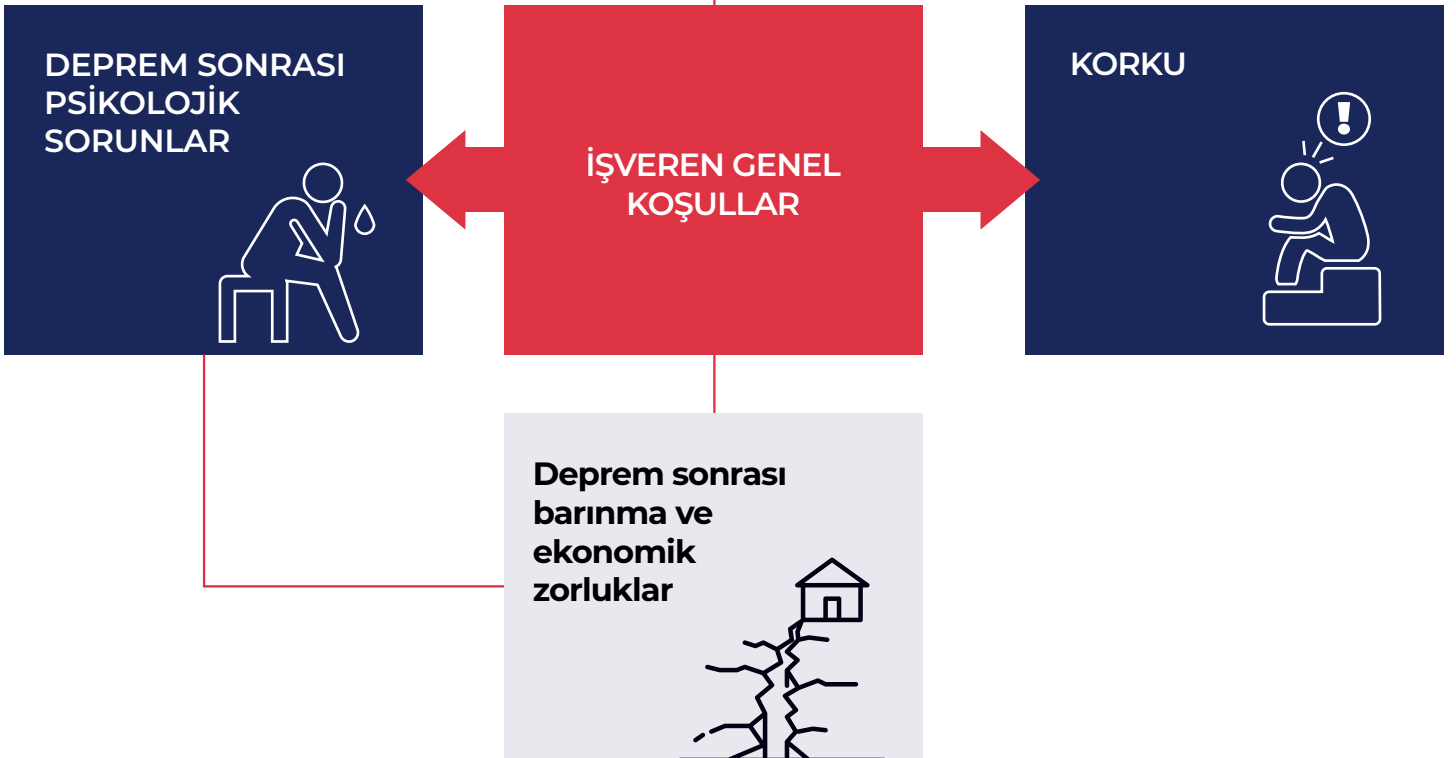 DEPREM SONRASI
PSİKOLOJİK
SORUNLAR
İŞVEREN GENEL
KOŞULLAR
KORKU
Deprem sonrası
barınma ve
ekonomik
zorluklar